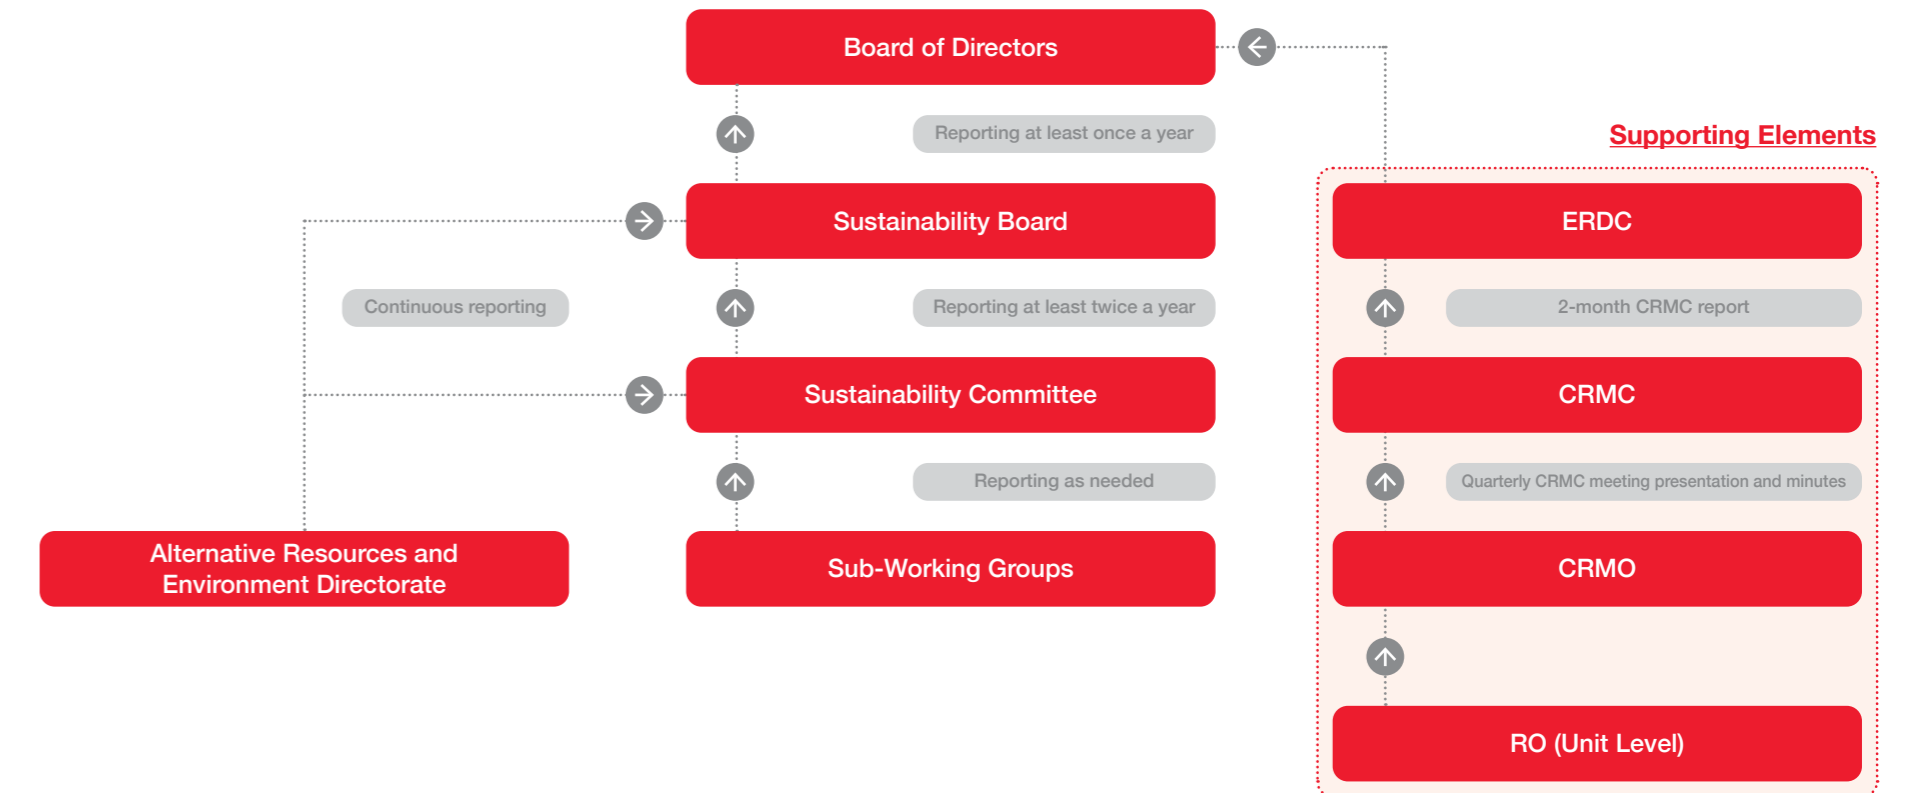 Board of Directors
Reporting at least once a year
Supporting Elements
Sustainability Board
ERDC
Continuous reporting
Reporting at least twice a year
2-month CRMC report
Sustainability Committee
CRMC
Reporting as needed
Quarterly CRMC meeting presentation and minutes
Alternative Resources and
Environment Directorate
Sub-Working Groups
CRMO
RO (Unit Level)